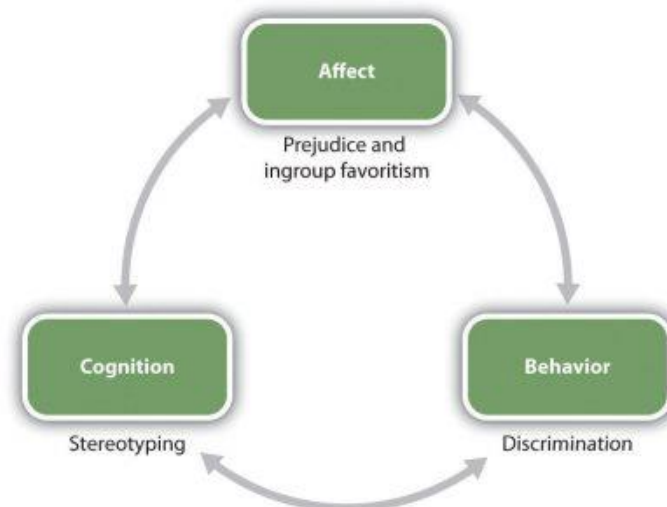 Affect
Prejudice and
ingroup favoritism
Cognition
Stereotyping
Behavior
Discrimination